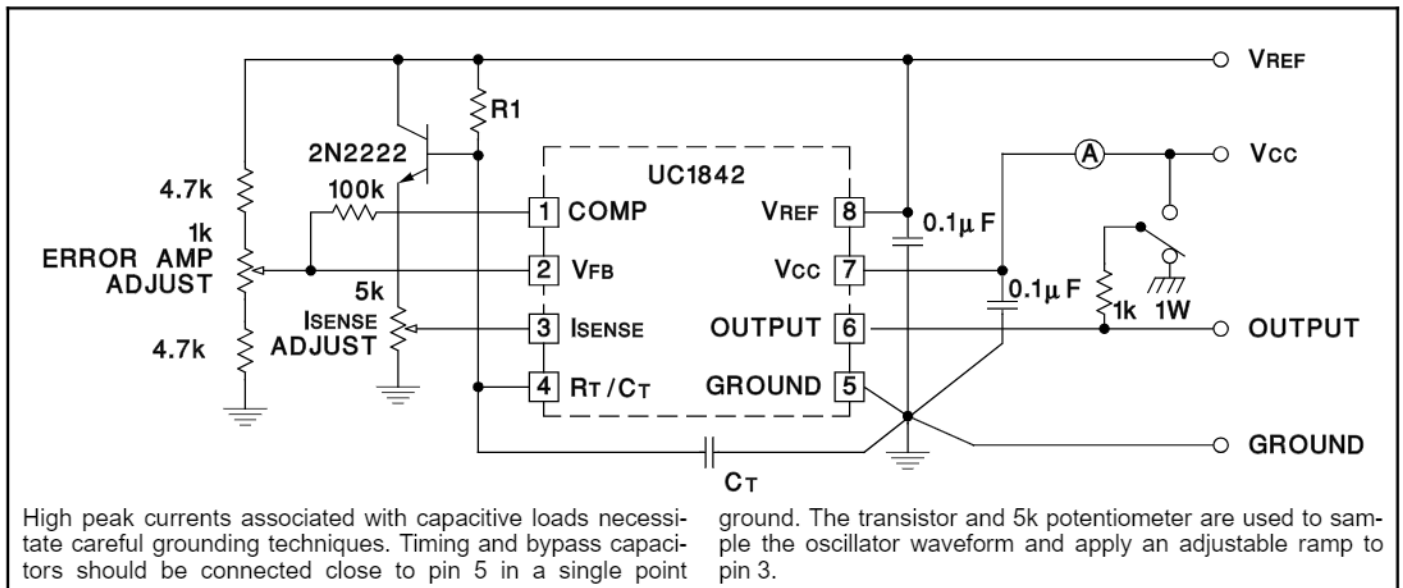 VREF
R1
2N2222
UC1842
A
VCC
4.7k
100k
1 COMP
VREF 8
0.1µ F
1k
ERROR AMP
ADJUST
2 VFB
VCC 7
0.1µ F
5k
1k 1W
ISENSE
ADJUST
3 ISENSE
OUTPUT 6
OUTPUT
4.7k
4 RT /CT
GROUND 5
GROUND
CT
High peak currents associated with capacitive loads necessi-
tate careful grounding techniques. Timing and bypass capaci-
tors should be connected close to pin 5 in a single point
ground. The transistor and 5k potentiometer are used to sam-
ple the oscillator waveform and apply an adjustable ramp to
pin 3.